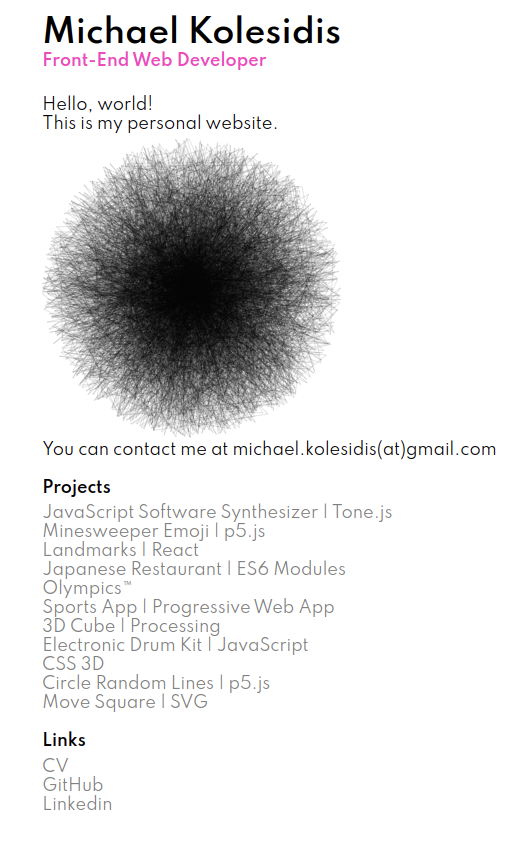 Michael Kolesidis
Front-End Web Developer
Hello, world!
This is my personal website.
You can contact me at michael.kolesidis(at)gmail.com
Projects
JavaScript Software Synthesizer | Tone.js
Minesweeper Emoji | p5.js
Landmarks | React
Japanese Restaurant | ES6 Modules
Olympics™
Sports App | Progressive Web App
3D Cube | Processing
Electronic Drum Kit | JavaScript
CSS 3D
Circle Random Lines | p5.js
Move Square | SVG
Links
CV
GitHub
Linkedin